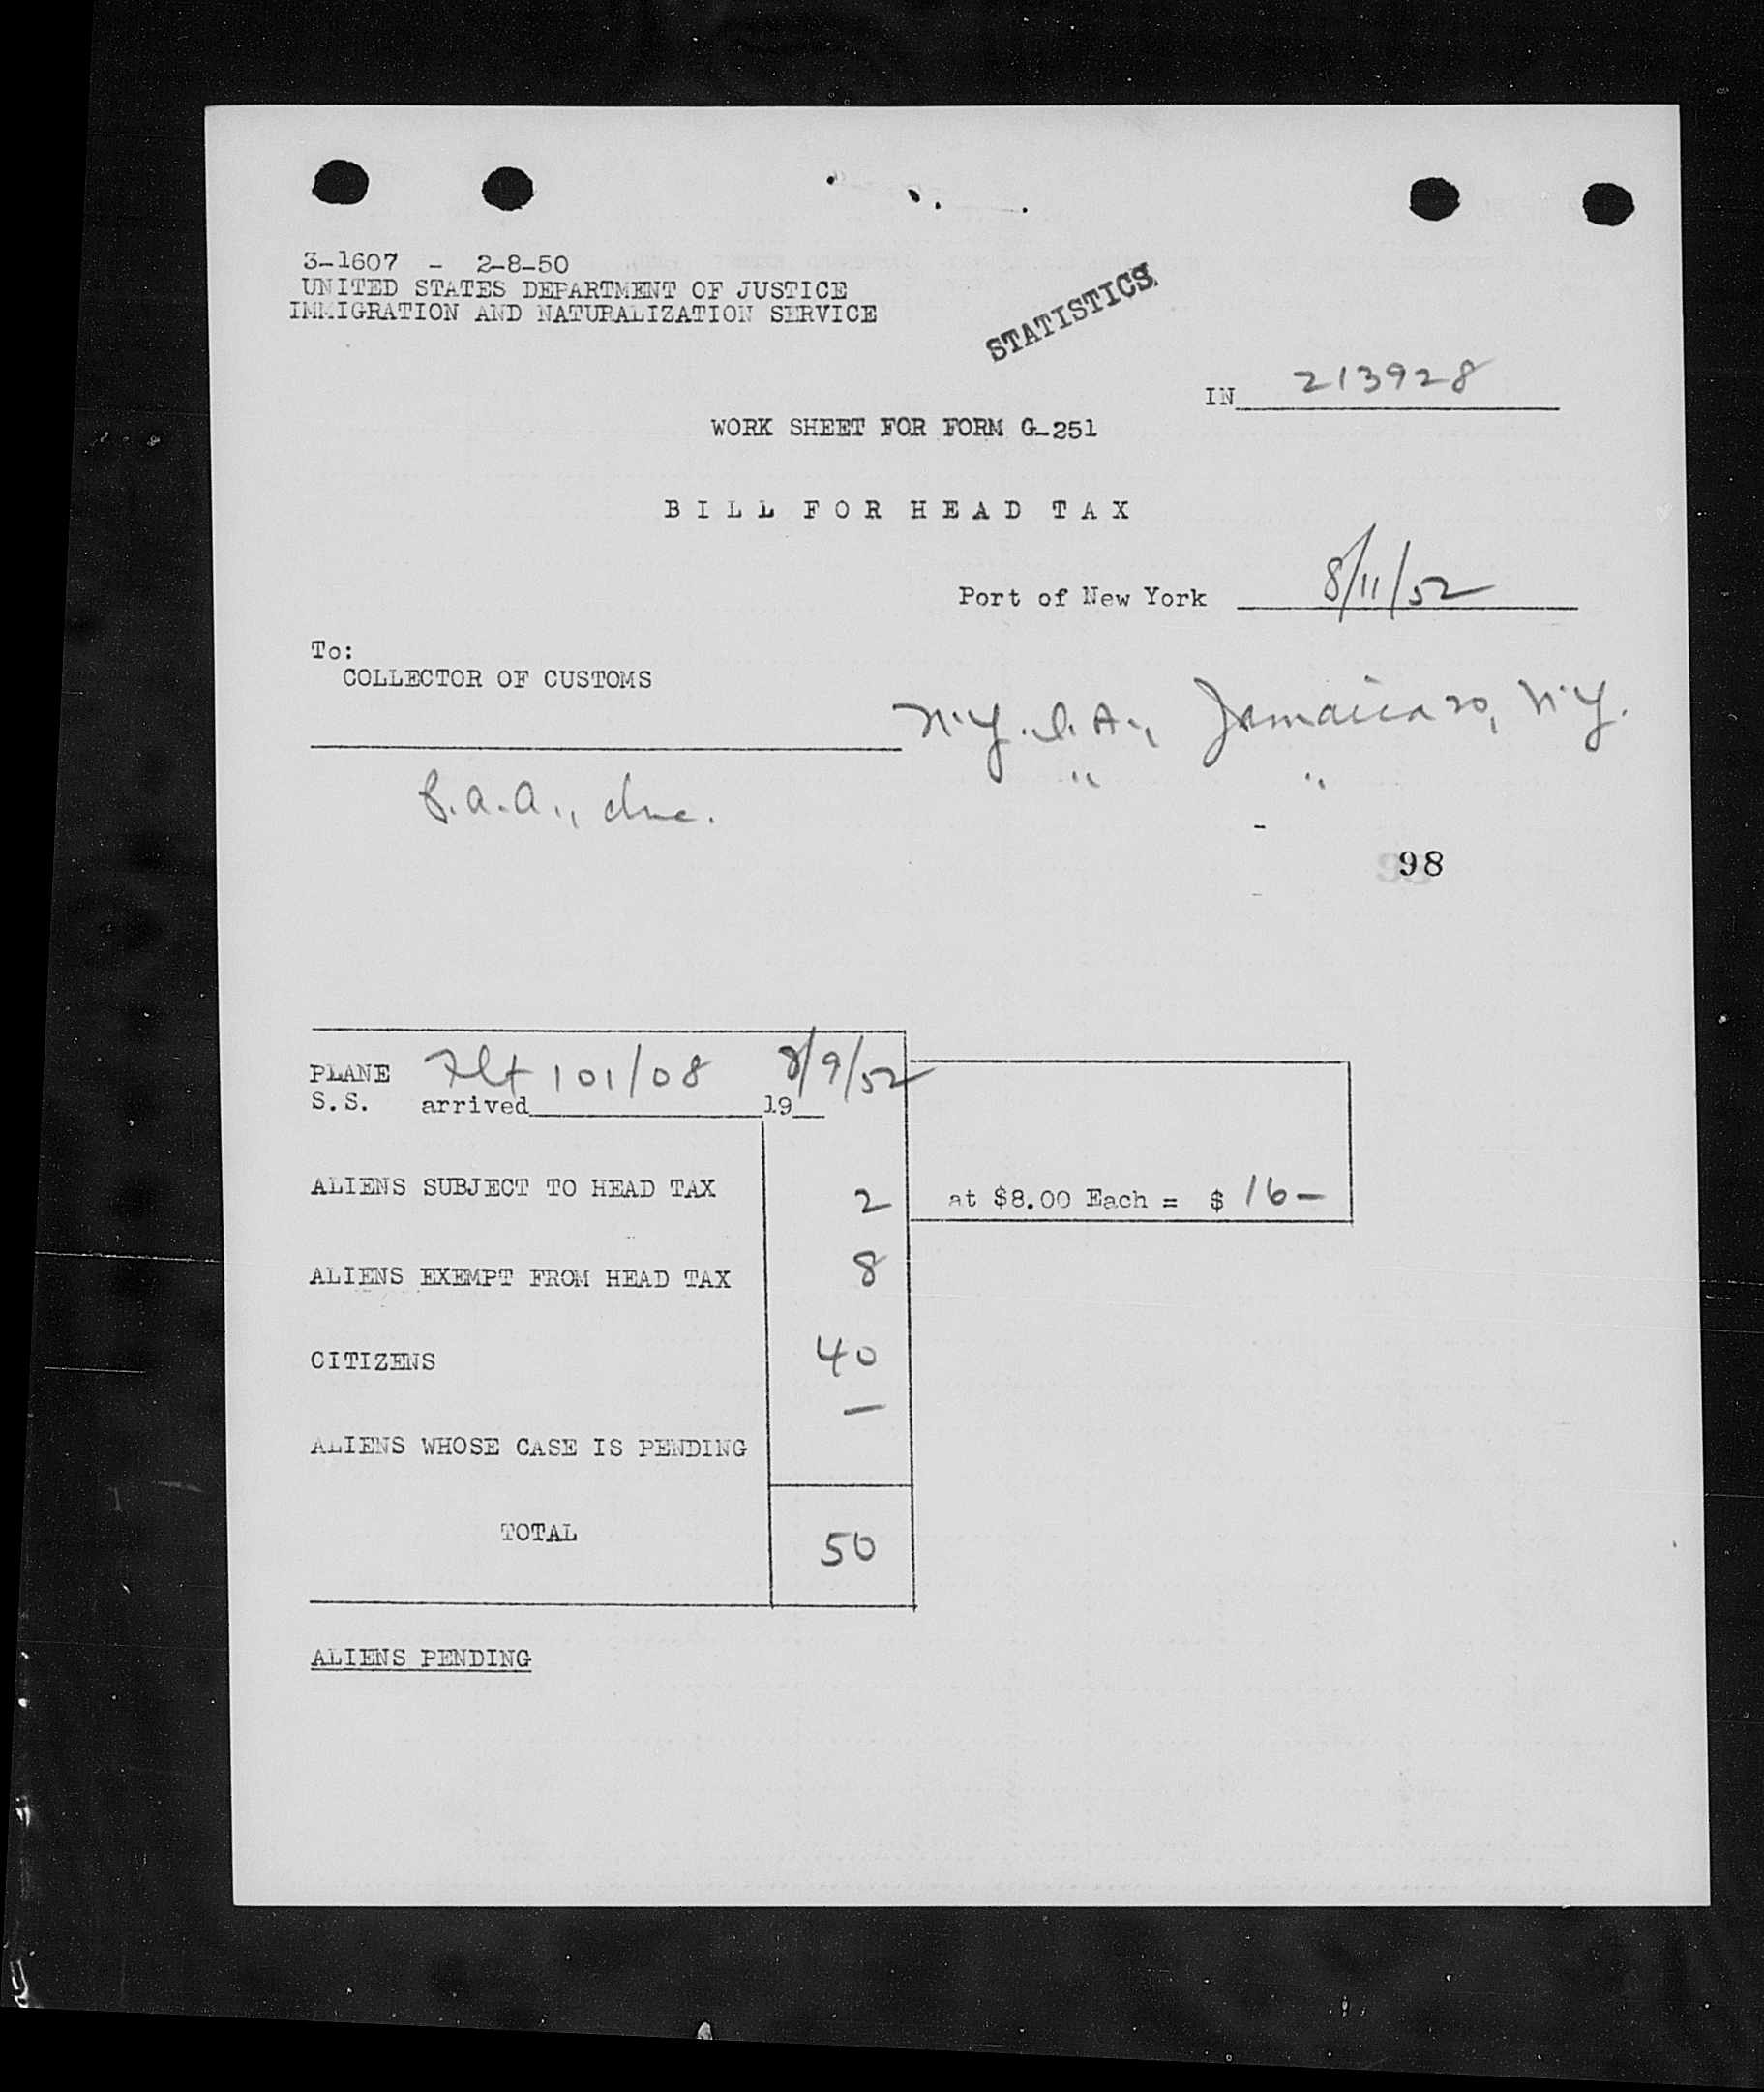 3-1607 - 2-8-50
UNITED STATES DEPARTMENT OF JUSTICE
IMMIGRATION AND NATURALIZATION SERVICE
STATISTICS
IN 213928
WORK SHEET FOR FORM G-251
BILL FOR HEAD TAX
Port of New York 8/11/52
To:
COLLECTOR OF CUSTOMS
N.Y.I.A., Jamaica 20, N.Y.
" "
A.A., Inc.
98
PLANE Flt 101/08 8/9/52
S.S. arrived 19
ALIENS SUBJECT TO HEAD TAX 2 at $8.00 Each = $ 16-
ALIENS EXEMPT FROM HEAD TAX 8
CITIZENS 40
ALIENS WHOSE CASE IS PENDING —
TOTAL 50
ALIENS PENDING